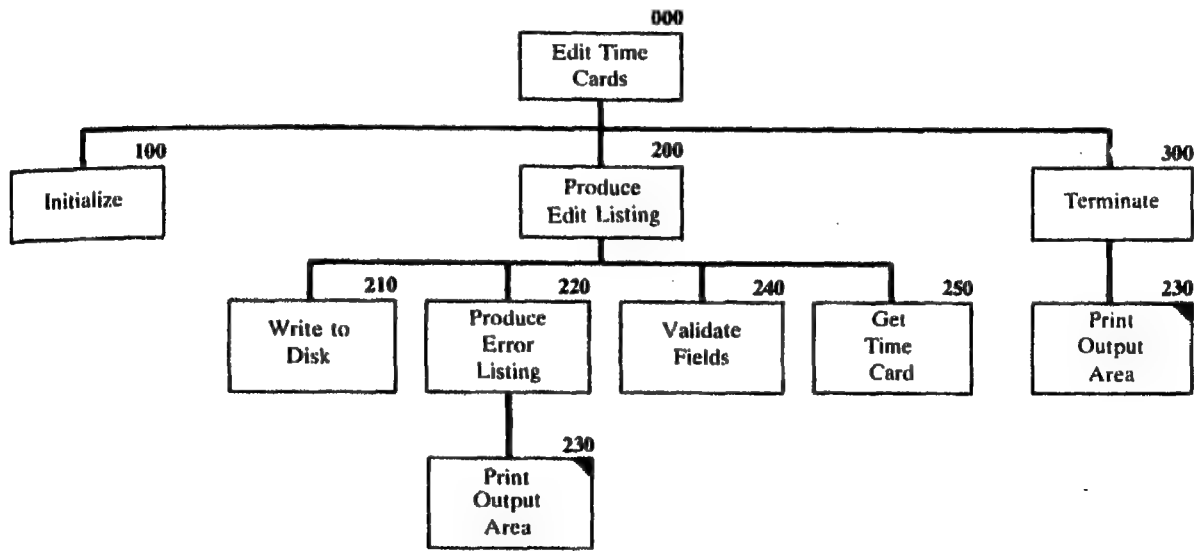 000
Edit Time
Cards
100
Initialize
200
Produce
Edit Listing
300
Terminate
210
Write to
Disk
220
Produce
Error
Listing
240
Validate
Fields
250
Get
Time
Card
230
Print
Output
Area
230
Print
Output
Area